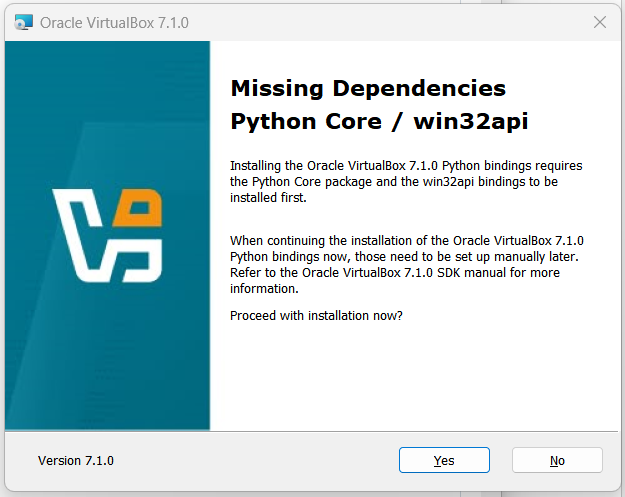 Oracle VirtualBox 7.1.0
Missing Dependencies
Python Core / win32api
Installing the Oracle VirtualBox 7.1.0 Python bindings requires
the Python Core package and the win32api bindings to be
installed first.
When continuing the installation of the Oracle VirtualBox 7.1.0
Python bindings now, those need to be set up manually later.
Refer to the Oracle VirtualBox 7.1.0 SDK manual for more
information.
Proceed with installation now?
Version 7.1.0
Yes
No